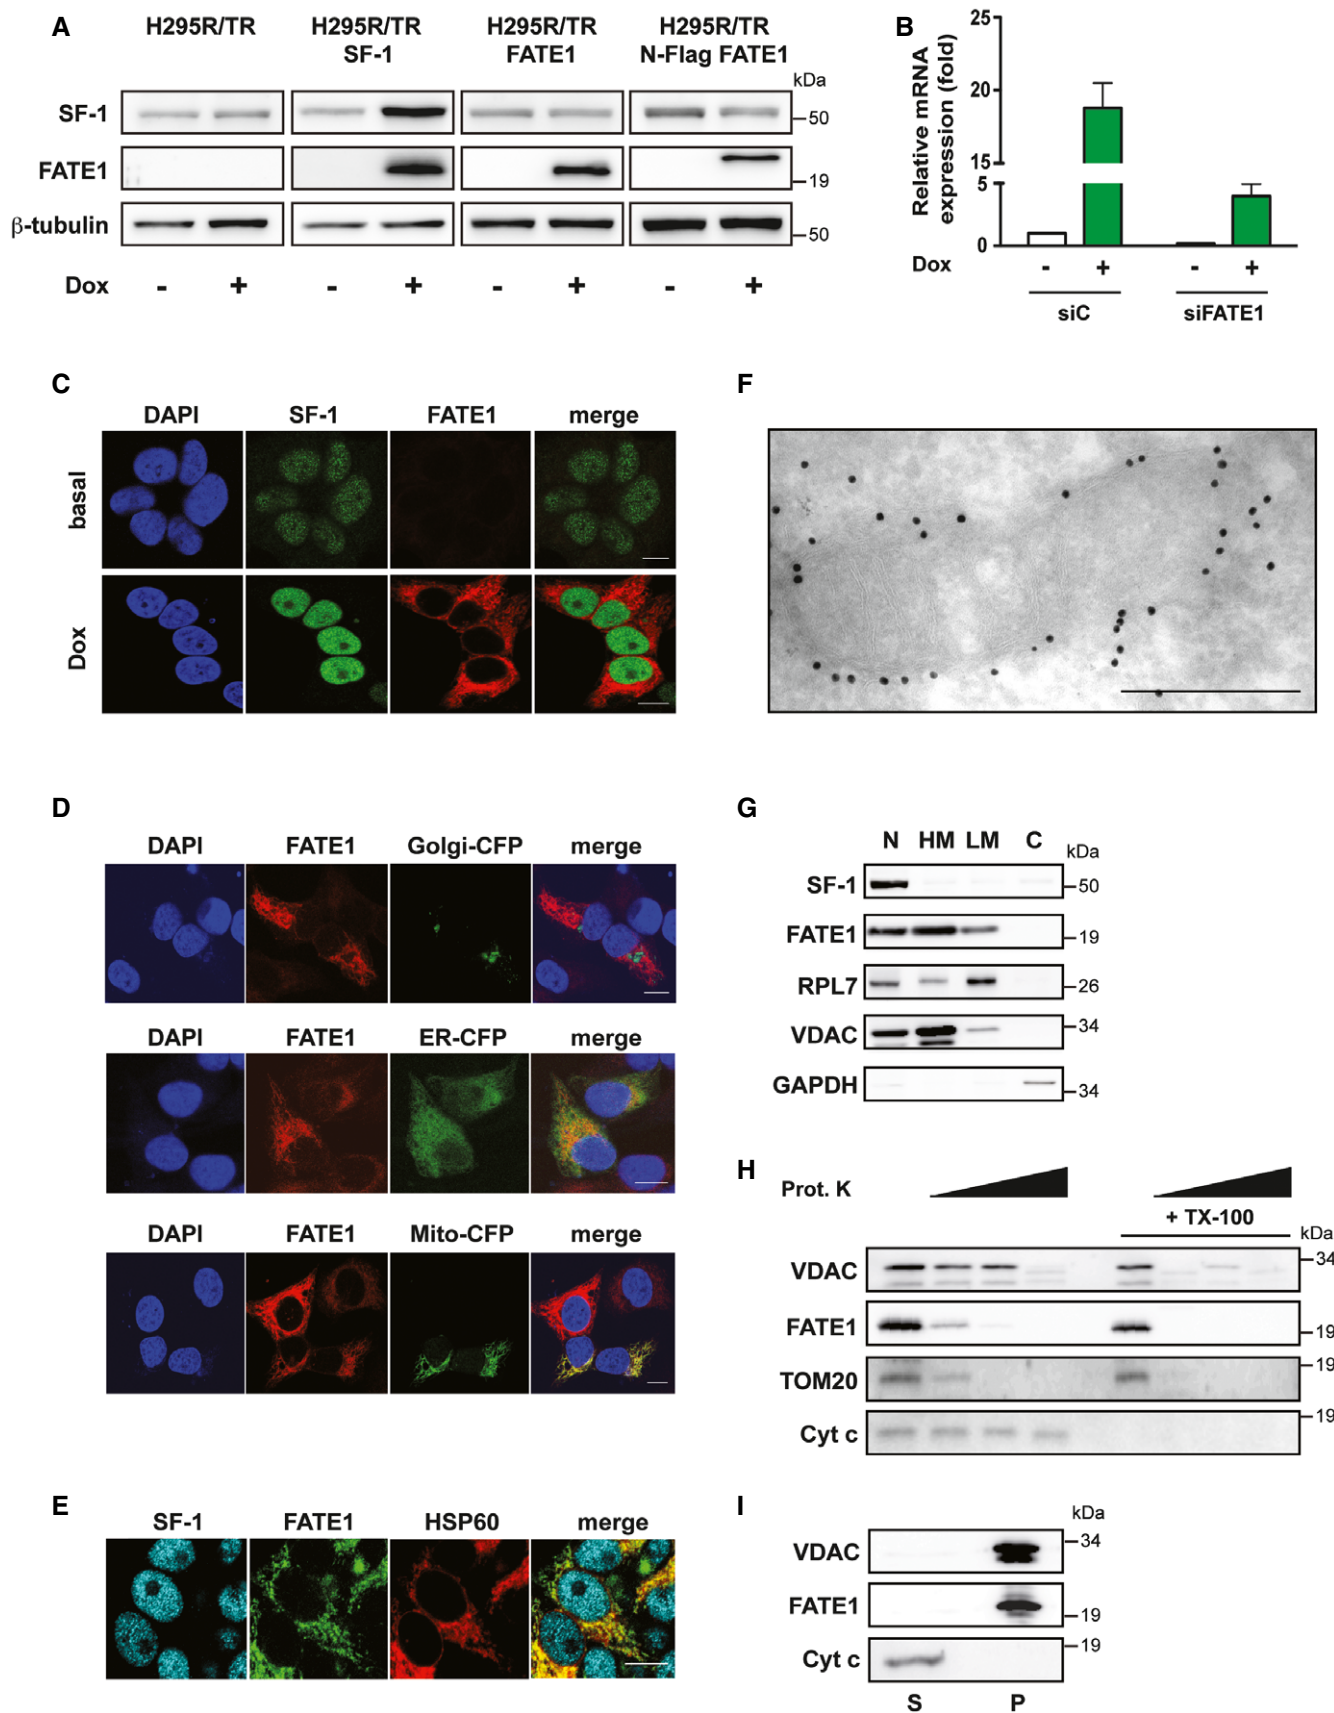 A
H295R/TR
H295R/TR
SF-1
H295R/TR
FATE1
H295R/TR
N-Flag FATE1
kDa
SF-1
50
FATE1
19
β-tubulin
50
Dox - + - + - + - +
B
Relative mRNA
expression (fold)
25
20
15
5
0
Dox - + - +
siC siFATE1
C
DAPI SF-1 FATE1 merge
basal
Dox
D
DAPI FATE1 Golgi-CFP merge
DAPI FATE1 ER-CFP merge
DAPI FATE1 Mito-CFP merge
E
SF-1 FATE1 HSP60 merge
F
G
N HM LM C
kDa
SF-1 50
FATE1 19
RPL7 26
VDAC 34
GAPDH 34
H
Prot. K
+ TX-100
kDa
VDAC 34
FATE1 19
TOM20 19
Cyt c 19
I
kDa
VDAC 34
FATE1 19
Cyt c 19
S P